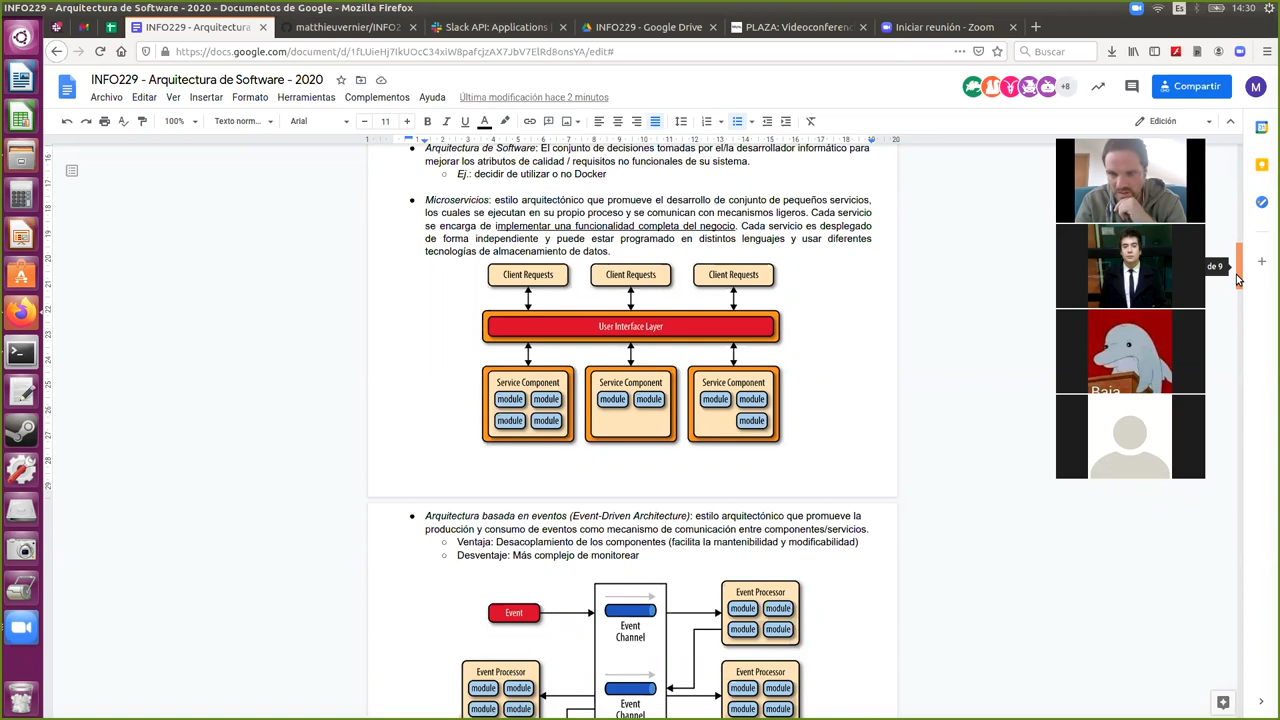 INFO229 - Arquitectura de Software - 2020 - Documentos de Google - Mozilla Firefox
Es
14:30
INFO229 - Arquitectura
matthieuvernier/INFO2
Slack API: Applications
INFO229 - Google Drive
PLAZA: Videoconferenc
Iniciar reunión - Zoom
Buscar
INFO229 - Arquitectura de Software - 2020
Archivo Editar Ver Insertar Formato Herramientas Complementos Ayuda Última modificación hace 2 minutos
+8
Compartir
M
100%
Texto norm...
Arial
11
Edición
Arquitectura de Software: El conjunto de decisiones tomadas por el/la desarrollador informático para
mejorar los atributos de calidad / requisitos no funcionales de su sistema.
Ej.: decidir de utilizar o no Docker
Microservicios: estilo arquitectónico que promueve el desarrollo de conjunto de pequeños servicios,
los cuales se ejecutan en su propio proceso y se comunican con mecanismos ligeros. Cada servicio
se encarga de implementar una funcionalidad completa del negocio. Cada servicio es desplegado
de forma independiente y puede estar programado en distintos lenguajes y usar diferentes
tecnologías de almacenamiento de datos.
Client Requests Client Requests Client Requests
User Interface Layer
Service Component Service Component Service Component
module module module module module module
module module module
de 9
Arquitectura basada en eventos (Event-Driven Architecture): estilo arquitectónico que promueve la
producción y consumo de eventos como mecanismo de comunicación entre componentes/servicios.
Ventaja: Desacoplamiento de los componentes (facilita la mantenibilidad y modificabilidad)
Desventaje: Más complejo de monitorear
Event
Event
Channel
Event Processor
module module
module module
Event Processor
module module
module module
Event
Channel
Event Processor
module module
module module